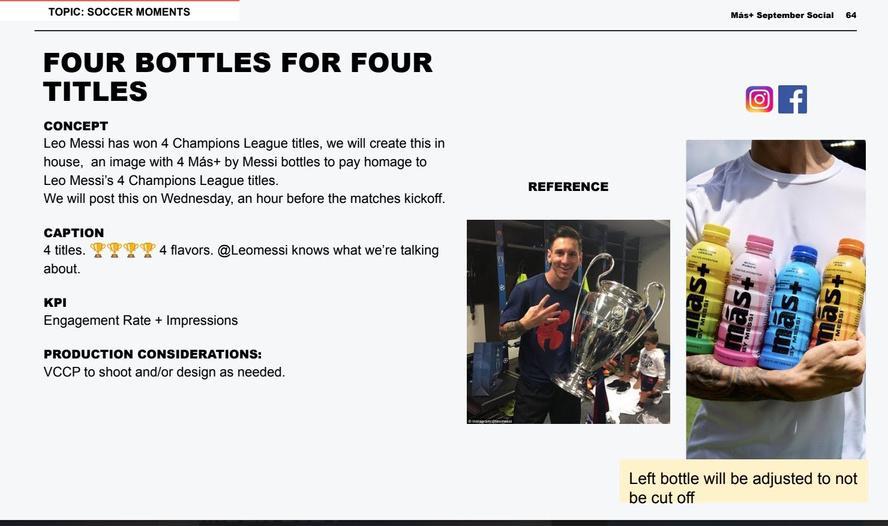 TOPIC: SOCCER MOMENTS
Más+ September Social 64
FOUR BOTTLES FOR FOUR
TITLES
CONCEPT
Leo Messi has won 4 Champions League titles, we will create this in
house, an image with 4 Más+ by Messi bottles to pay homage to
Leo Messi's 4 Champions League titles.
We will post this on Wednesday, an hour before the matches kickoff.
CAPTION
4 titles. 🏆🏆🏆🏆 4 flavors. @Leomessi knows what we're talking
about.
KPI
Engagement Rate + Impressions
PRODUCTION CONSIDERATIONS:
VCCP to shoot and/or design as needed.
REFERENCE
más+
BY MESSI
más+
BY MESSI
más+
BY MESSI
más+
BY MESSI
Left bottle will be adjusted to not
be cut off